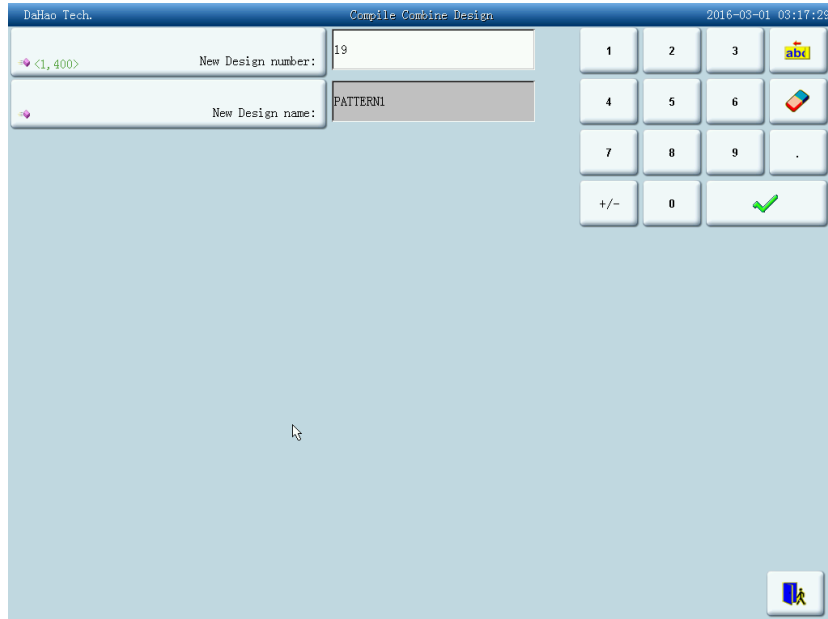 DaHao Tech. Compile Combine Design 2016-03-01 03:17:29
<1,400> New Design number: 19
New Design name: PATTERN1
1 2 3 abc
4 5 6
7 8 9 .
+/- 0